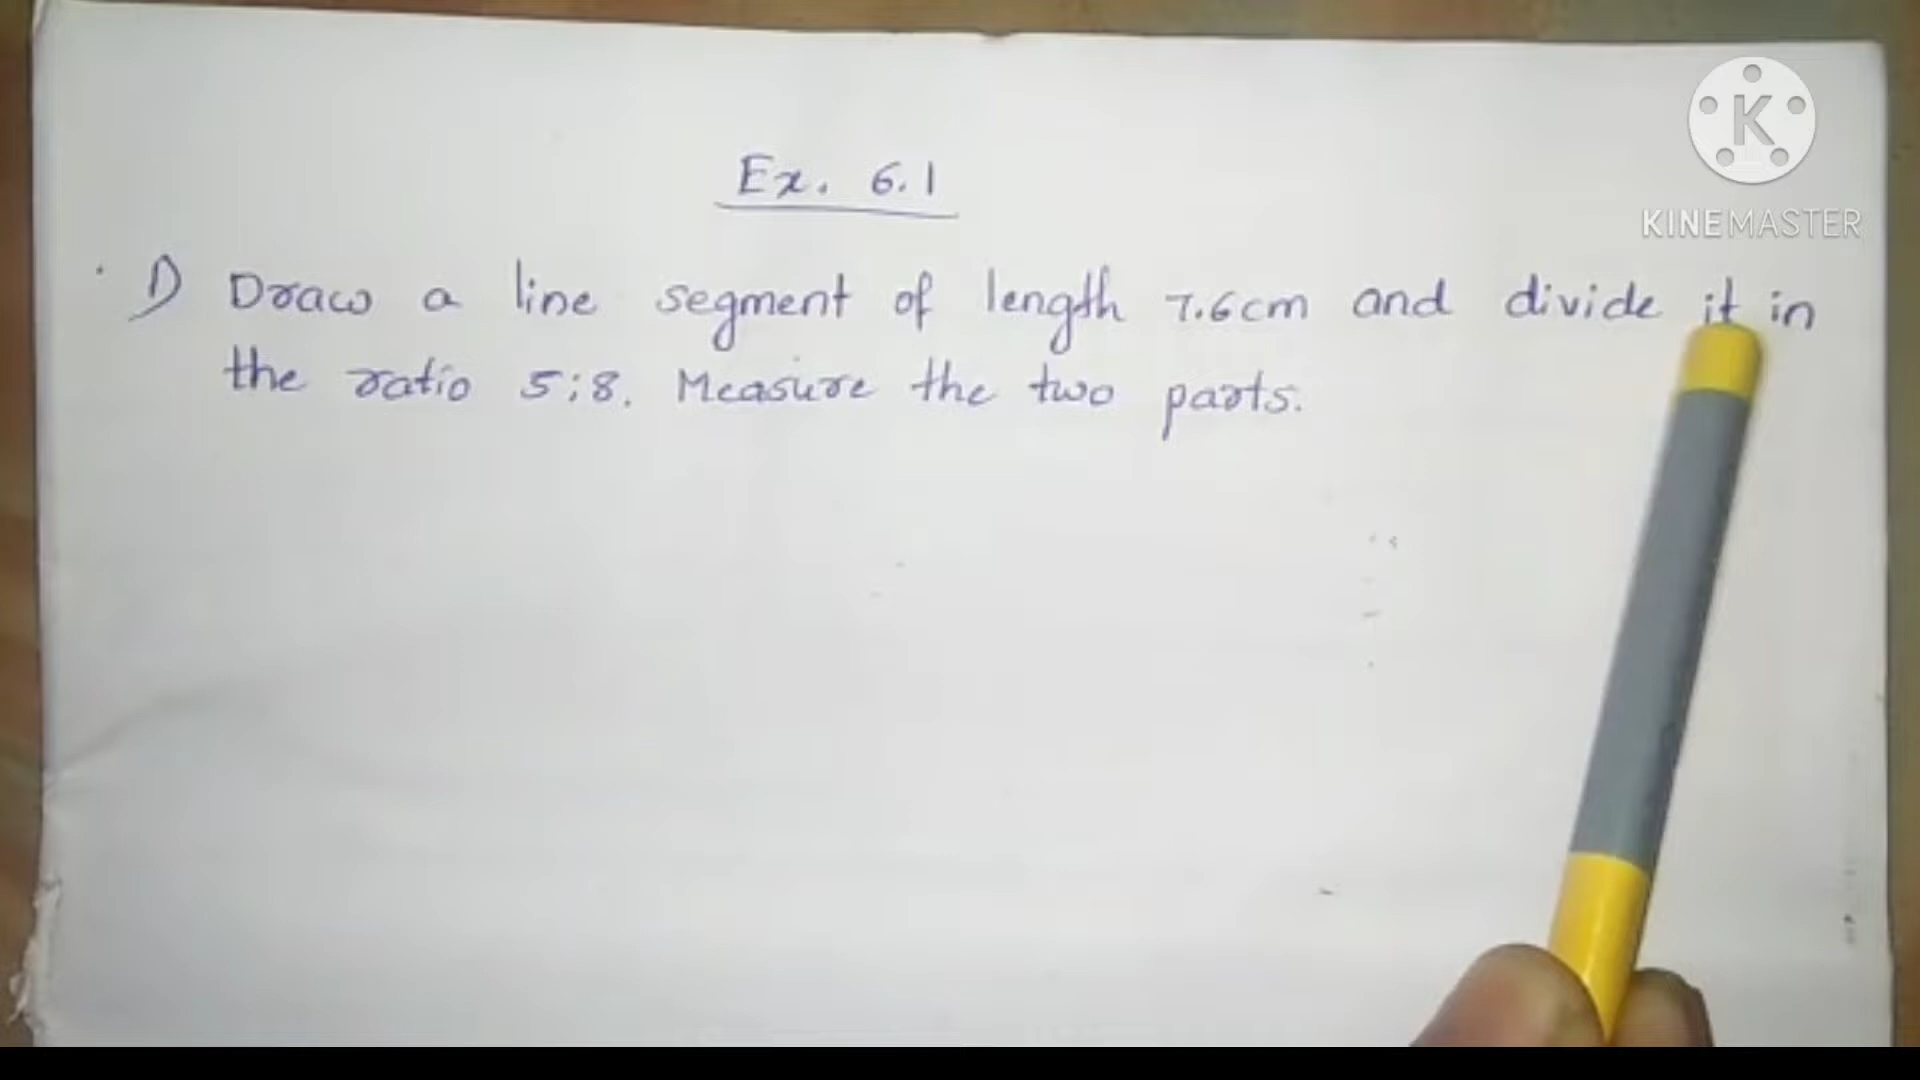 Ex. 6.1
K
KINEMASTER
1) Draw a line segment of length 7.6cm and divide it in
the ratio 5:8. Measure the two parts.